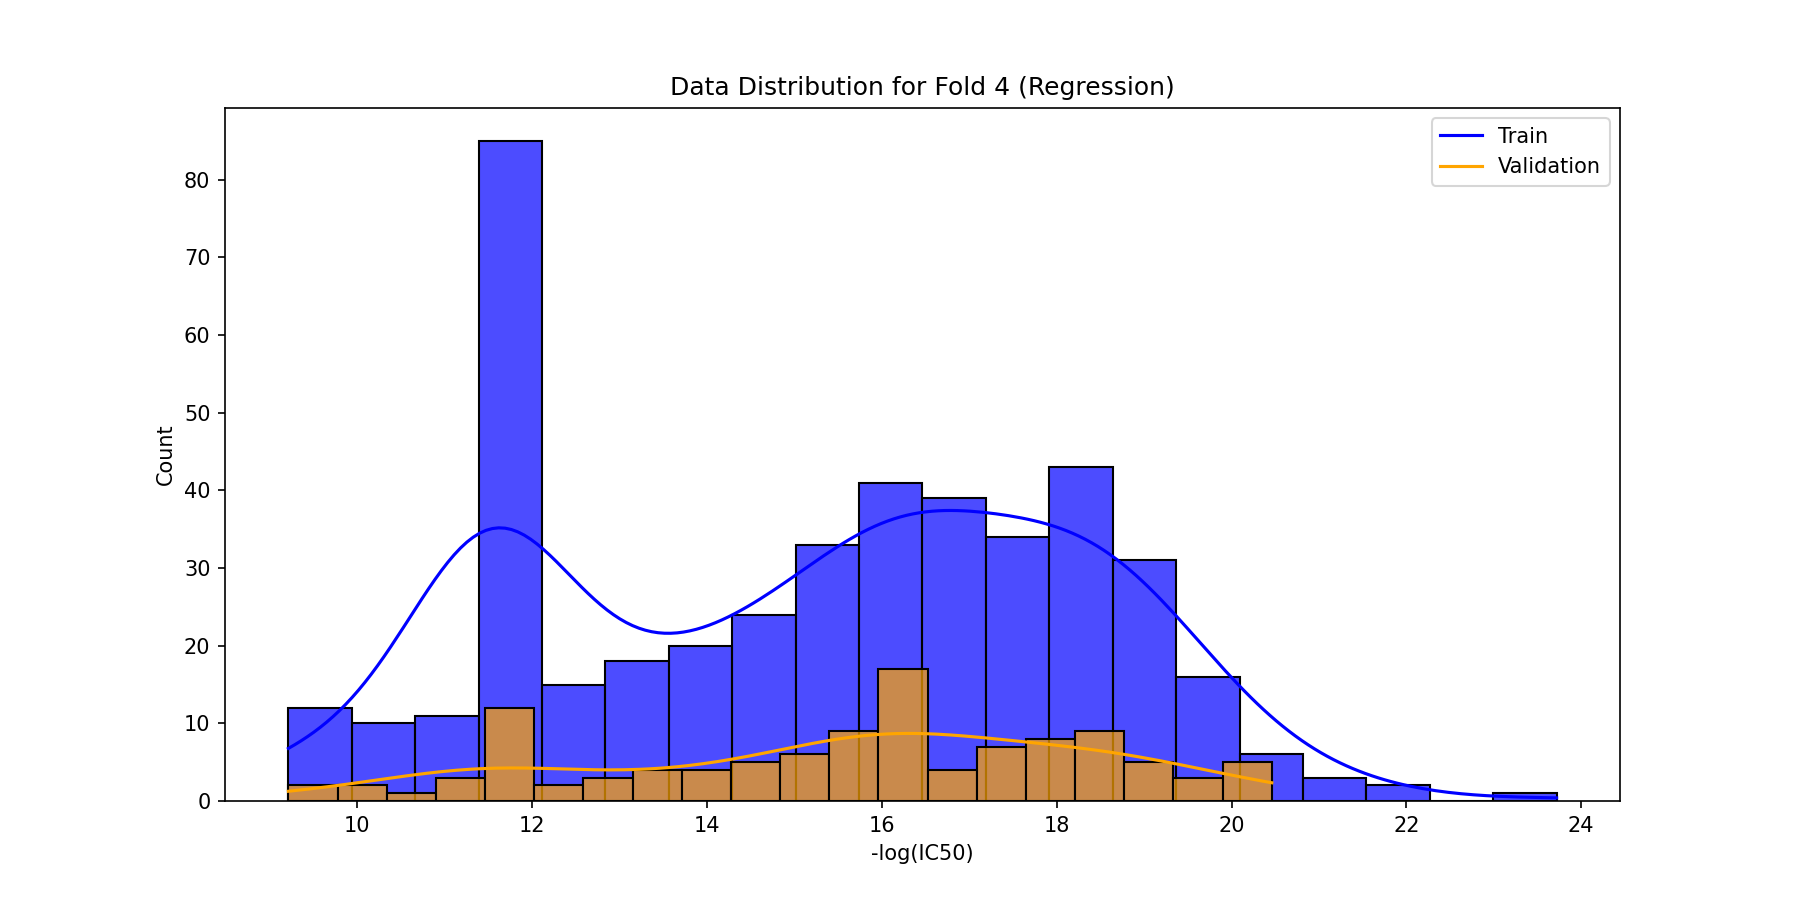 Data Distribution for Fold 4 (Regression)
Train
Validation
80
70
60
50
40
30
20
10
0
Count
10 12 14 16 18 20 22 24
-log(IC50)